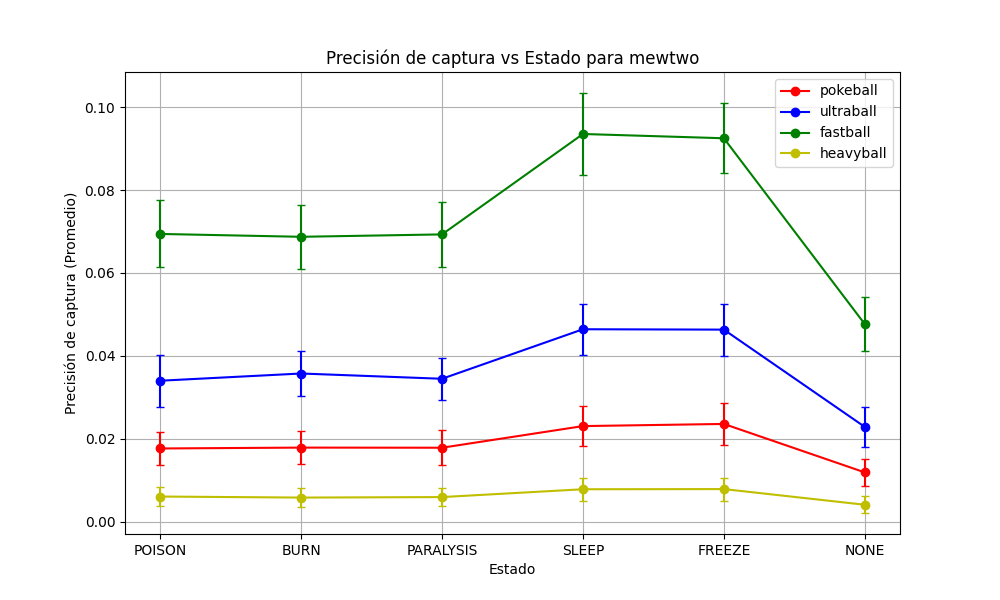 Precisión de captura vs Estado para mewtwo
pokeball
ultraball
fastball
heavyball
Precisión de captura (Promedio)
0.10
0.08
0.06
0.04
0.02
0.00
POISON
BURN
PARALYSIS
SLEEP
FREEZE
NONE
Estado